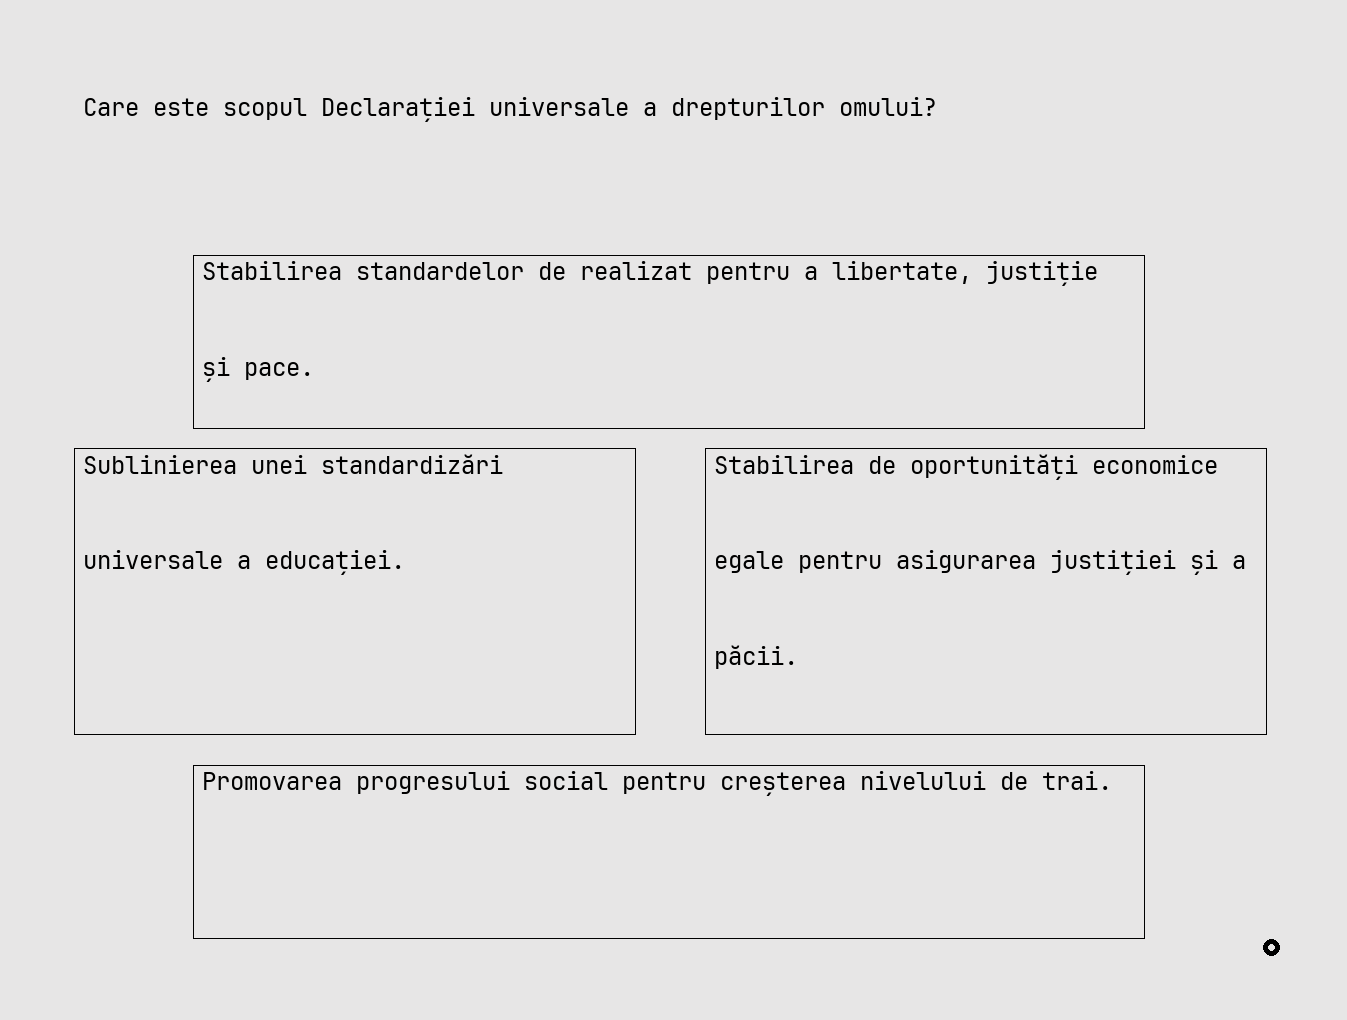 Care este scopul Declarației universale a drepturilor omului?
Stabilirea standardelor de realizat pentru a libertate, justiție
și pace.
Sublinierea unei standardizări
universale a educației.
Stabilirea de oportunități economice
egale pentru asigurarea justiției și a
păcii.
Promovarea progresului social pentru creșterea nivelului de trai.